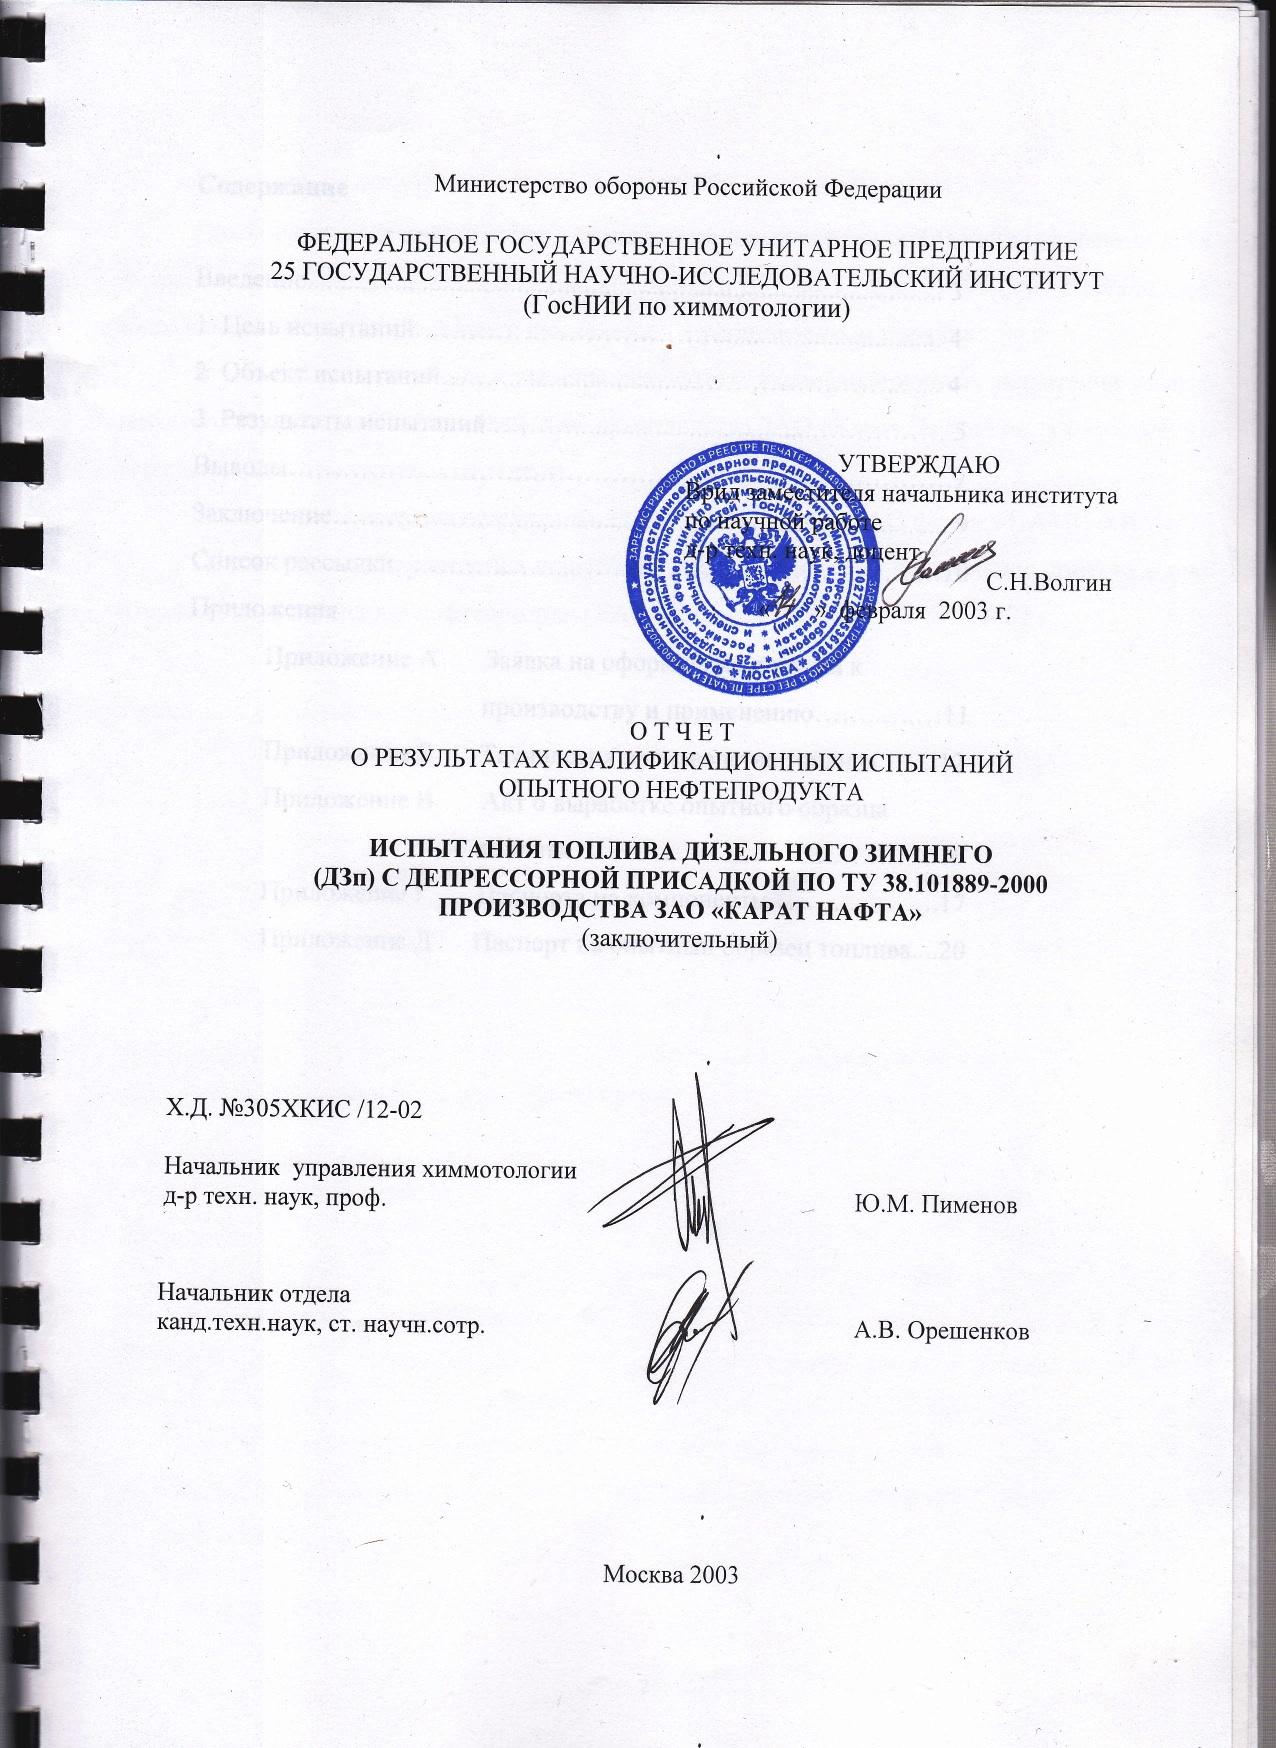 Министерство обороны Российской Федерации
ФЕДЕРАЛЬНОЕ ГОСУДАРСТВЕННОЕ УНИТАРНОЕ ПРЕДПРИЯТИЕ
25 ГОСУДАРСТВЕННЫЙ НАУЧНО-ИССЛЕДОВАТЕЛЬСКИЙ ИНСТИТУТ
(ГосНИИ по химмотологии)
УТВЕРЖДАЮ
Врид заместителя начальника института
по научной работе
д-р техн. наук, доцент
С.Н.Волгин
«14» февраля 2003 г.
★ МОСКВА ★
О Т Ч Е Т
О РЕЗУЛЬТАТАХ КВАЛИФИКАЦИОННЫХ ИСПЫТАНИЙ
ОПЫТНОГО НЕФТЕПРОДУКТА
ИСПЫТАНИЯ ТОПЛИВА ДИЗЕЛЬНОГО ЗИМНЕГО
(ДЗп) С ДЕПРЕССОРНОЙ ПРИСАДКОЙ ПО ТУ 38.101889-2000
ПРОИЗВОДСТВА ЗАО «КАРАТ НАФТА»
(заключительный)
Х.Д. №305ХКИС /12-02
Начальник управления химмотологии
д-р техн. наук, проф.
Ю.М. Пименов
Начальник отдела
канд.техн.наук, ст. научн.сотр.
А.В. Орешенков
Москва 2003